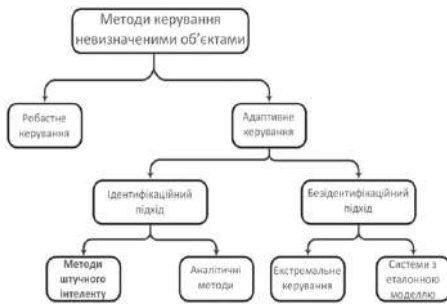 Методи керування
невизначеними об’єктами
Робастне
керування
Адаптивне
керування
Ідентифікаційний
підхід
Безідентифікаційний
підхід
Методи
штучного
інтелекту
Аналітичні
методи
Екстремальне
керування
Системи з
еталонною
моделлю